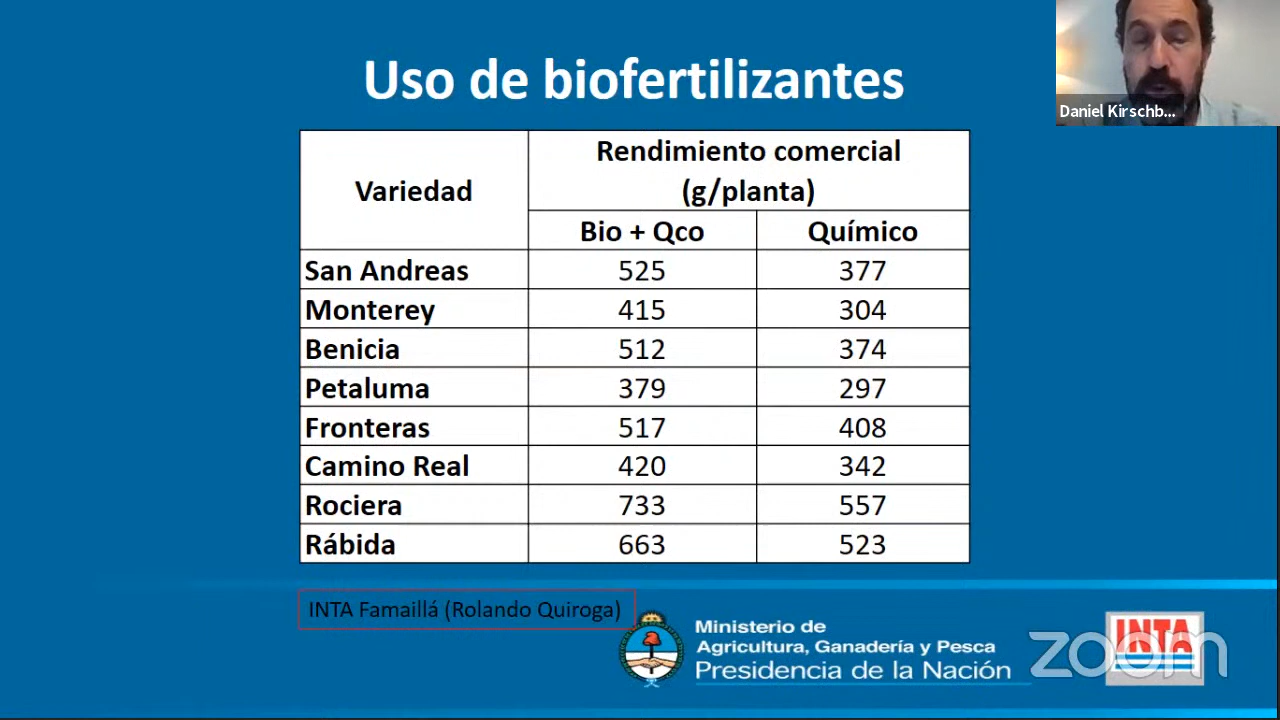 Uso de biofertilizantes
Daniel Kirschb...
Variedad
Rendimiento comercial
(g/planta)
Bio + Qco
Químico
San Andreas 525 377
Monterey 415 304
Benicia 512 374
Petaluma 379 297
Fronteras 517 408
Camino Real 420 342
Rociera 733 557
Rábida 663 523
INTA Famaillá (Rolando Quiroga)
Ministerio de
Agricultura, Ganadería y Pesca
Presidencia de la Nación
INTA
zoom